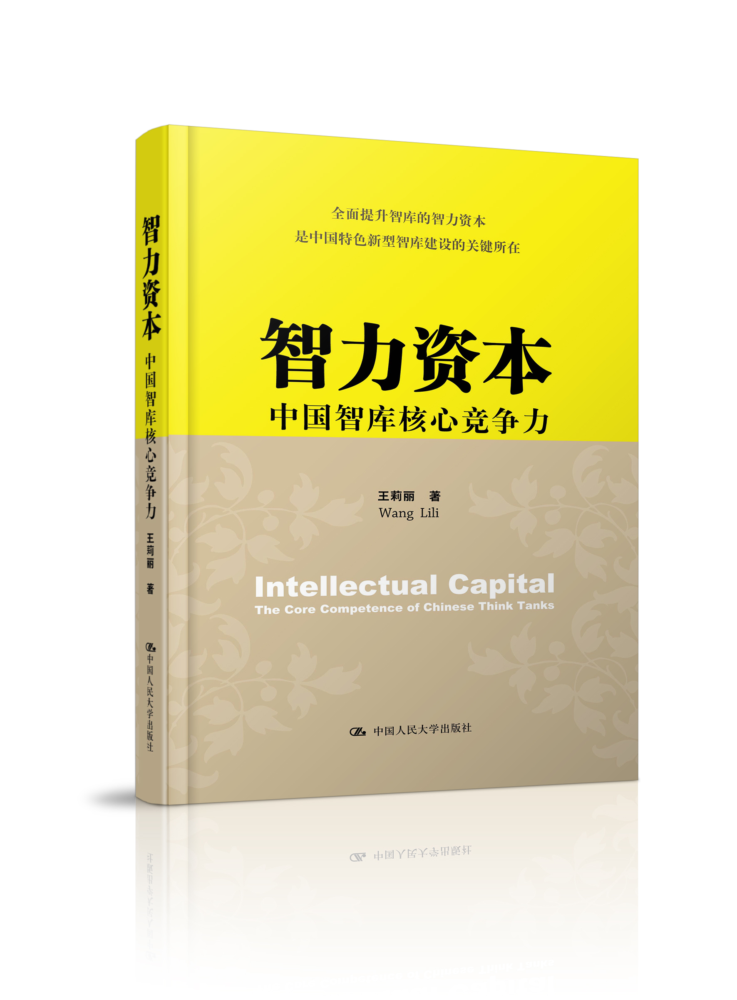 全面提升智库的智力资本
是中国特色新型智库建设的关键所在
智力资本
中国智库核心竞争力
王莉丽 著
Wang Lili
Intellectual Capital
The Core Competence of Chinese Think Tanks
中国人民大学出版社
智力资本 中国智库核心竞争力 王莉丽 著 中国人民大学出版社